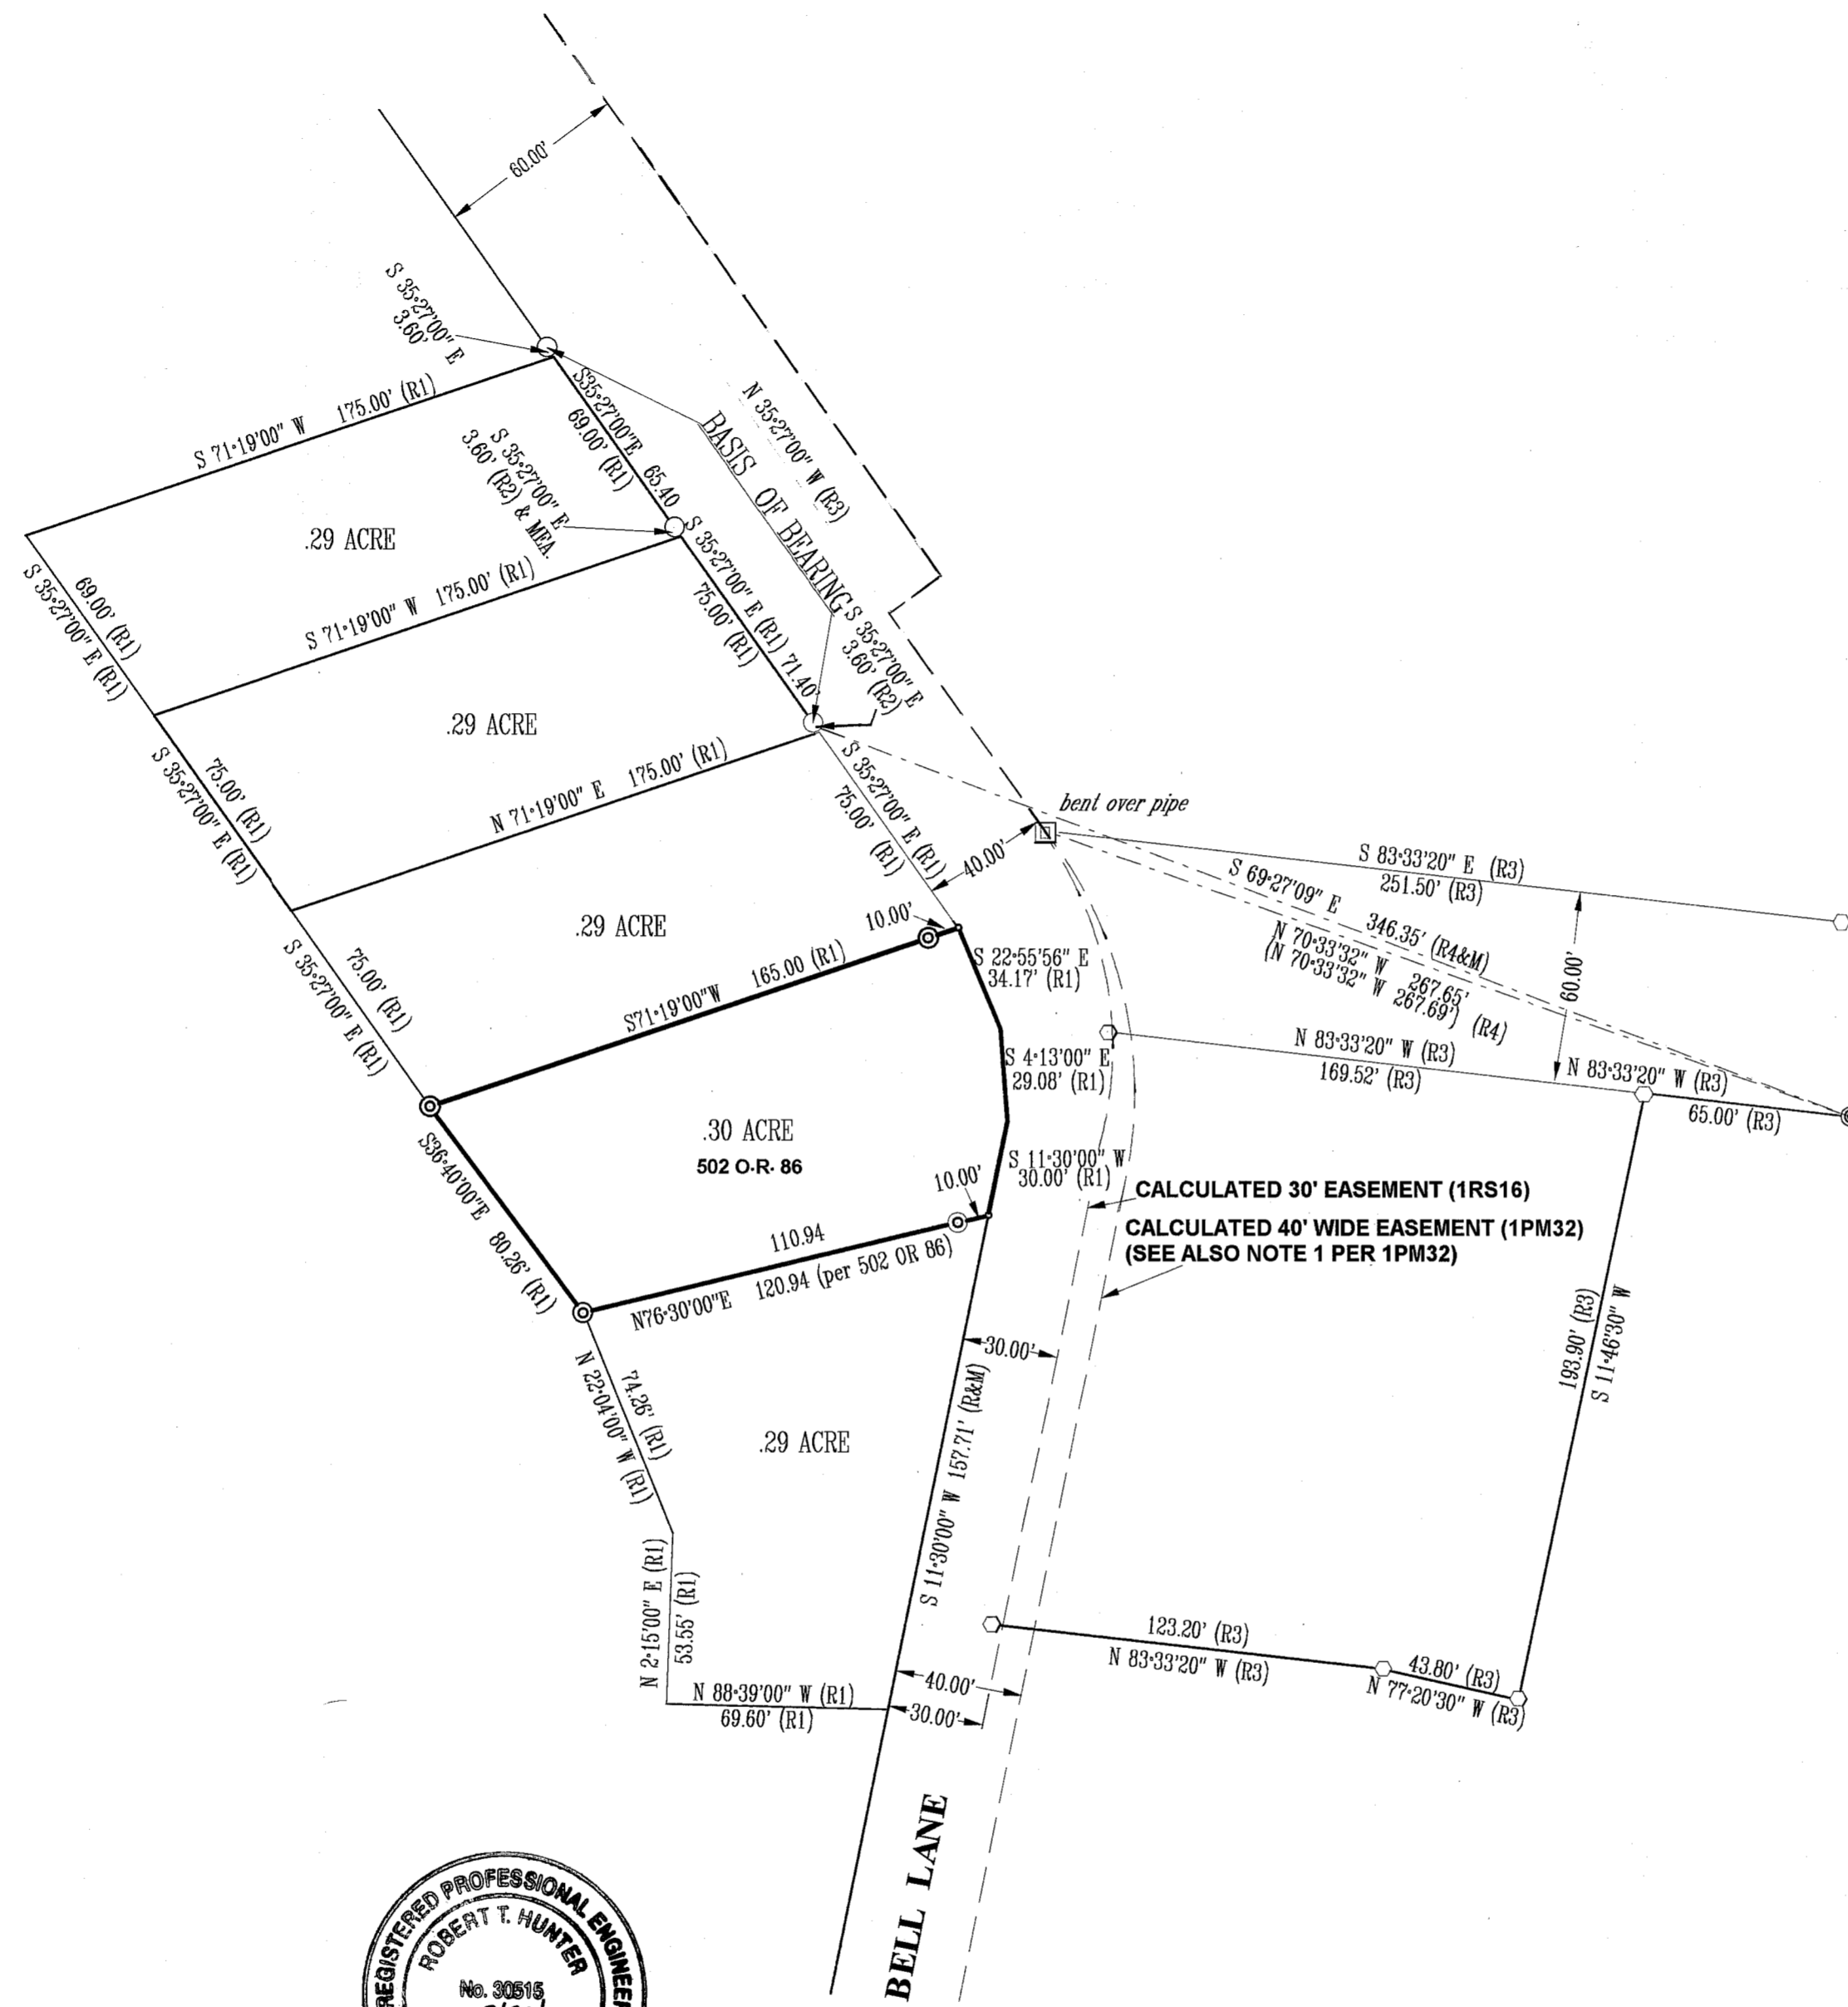 60.00'
S 35°27'00" E
3.60'
S 71°19'00" W 175.00' (R1)
S35°27'00"E 65.40
69.00' (R1)
N 35°27'00" W (R3)
BASIS OF BEARINGS
S 35°27'00" E
3.60' (R2) & MEA.
.29 ACRE
69.00' (R1)
S 35°27'00" E (R1)
S 71°19'00" W 175.00' (R1)
S 35°27'00" E (R1) 71.40'
75.00' (R1)
S 35°27'00" E
3.60' (R2)
.29 ACRE
75.00' (R1)
S 35°27'00" E (R1)
N 71°19'00" E 175.00' (R1)
S 35°27'00" E (R1)
75.00' (R1)
40.00'
bent over pipe
S 83°33'20" E (R3)
251.50' (R3)
S 69°27'09" E 346.35' (R4&M)
N 70°33'32" W 267.65'
(N 70°33'32" W 267.69') (R4)
60.00'
.29 ACRE
10.00'
75.00' (R1)
S 35°27'00" E (R1)
S71°19'00"W 165.00 (R1)
S 22°55'56" E
34.17' (R1)
S 4°13'00" E
29.08' (R1)
N 83°33'20" W (R3)
169.52' (R3)
N 83°33'20" W (R3)
65.00' (R3)
.30 ACRE
502 O.R. 86
S36°40'00"E 80.26' (R1)
10.00'
S 11°30'00" W
30.00' (R1)
CALCULATED 30' EASEMENT (1RS16)
CALCULATED 40' WIDE EASEMENT (1PM32)
(SEE ALSO NOTE 1 PER 1PM32)
110.94
N76°30'00"E 120.94 (per 502 OR 86)
30.00'
193.90' (R3)
S 11°46'30" W
74.26' (R1)
N 22°04'00" W (R1)
.29 ACRE
S 11°30'00" W 157.71' (R&M)
N 2°15'00" E (R1)
53.55' (R1)
123.20' (R3)
N 83°33'20" W (R3)
43.80' (R3)
N 77°20'30" W (R3)
N 88°39'00" W (R1)
69.60' (R1)
40.00'
30.00'
BELL LANE
REGISTERED PROFESSIONAL ENGINEER
ROBERT T. HUNTER
No. 30515